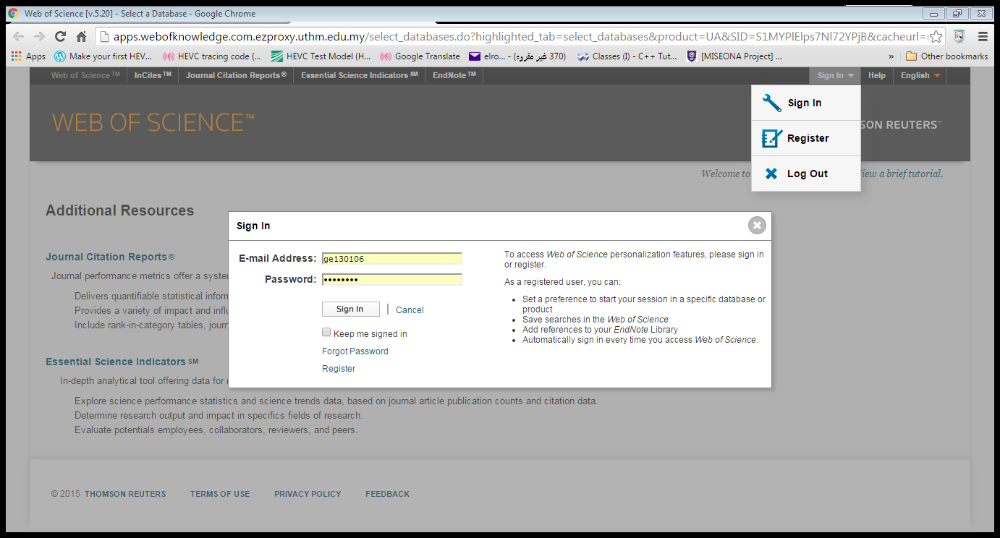 Web of Science [v.5.20] - Select a Database - Google Chrome
apps.webofknowledge.com.ezproxy.uthm.edu.my/select_databases.do?highlighted_tab=select_databases&product=UA&SID=S1MYPlElps7Nl72YPjB&cacheurl=
Apps Make your first HEV... HEVC tracing code (... HEVC Test Model (H... Google Translate elro... - (370 غير مقروءة) Classes (I) - C++ Tut... [MISEONA Project] ... » Other bookmarks
Web of Science™ InCites™ Journal Citation Reports® Essential Science Indicators℠ EndNote™ Sign In Help English
WEB OF SCIENCE™
SON REUTERS™
Sign In
Register
Log Out
Welcome to View a brief tutorial.
Additional Resources
Sign In
E-mail Address: ge130106
Password: ••••••••
Sign In | Cancel
Keep me signed in
Forgot Password
Register
To access Web of Science personalization features, please sign in
or register.
As a registered user, you can:
• Set a preference to start your session in a specific database or
product
• Save searches in the Web of Science
• Add references to your EndNote Library
• Automatically sign in every time you access Web of Science.
Journal Citation Reports®
Journal performance metrics offer a system
Delivers quantifiable statistical inform
Provides a variety of impact and influ
Include rank-in-category tables, journ
Essential Science Indicators ℠
In-depth analytical tool offering data for
Explore science performance statistics and science trends data, based on journal article publication counts and citation data.
Determine research output and impact in specifics fields of research.
Evaluate potentials employees, collaborators, reviewers, and peers.
© 2015 THOMSON REUTERS TERMS OF USE PRIVACY POLICY FEEDBACK